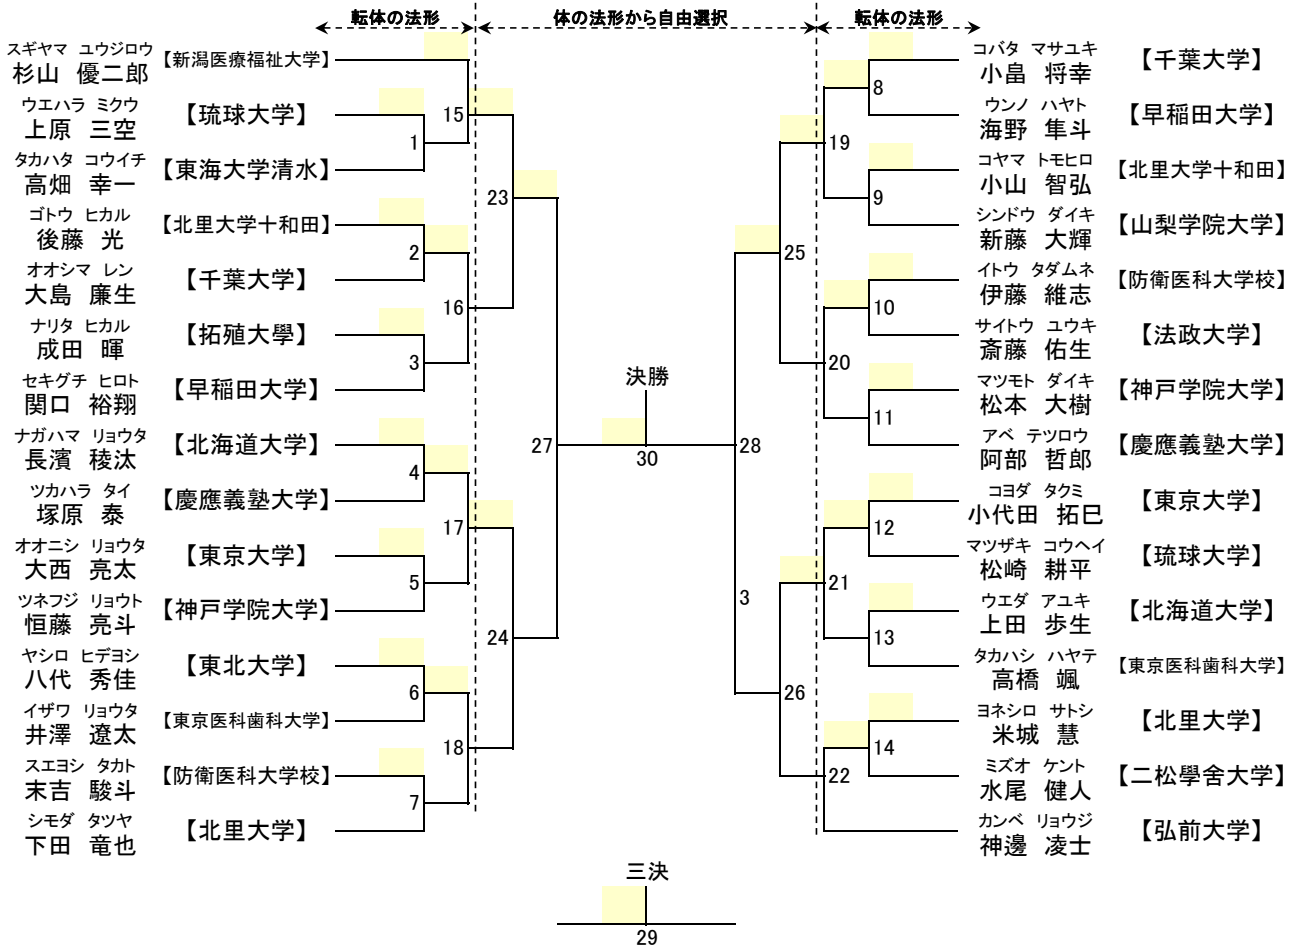 転体の法形 体の法形から自由選択 転体の法形
スギヤマ ユウジロウ
杉山 優二郎 【新潟医療福祉大学】
ウエハラ ミクウ
上原 三空 【琉球大学】
タカハタ コウイチ
高畑 幸一 【東海大学清水】
ゴトウ ヒカル
後藤 光 【北里大学十和田】
オオシマ レン
大島 廉生 【千葉大学】
ナリタ ヒカル
成田 暉 【拓殖大學】
セキグチ ヒロト
関口 裕翔 【早稲田大学】
ナガハマ リョウタ
長濱 稜汰 【北海道大学】
ツカハラ タイ
塚原 泰 【慶應義塾大学】
オオニシ リョウタ
大西 亮太 【東京大学】
ツネフジ リョウト
恒藤 亮斗 【神戸学院大学】
ヤシロ ヒデヨシ
八代 秀佳 【東北大学】
イザワ リョウタ
井澤 遼太 【東京医科歯科大学】
スエヨシ タカト
末吉 駿斗 【防衛医科大学校】
シモダ タツヤ
下田 竜也 【北里大学】
1
2
3
4
5
6
7
15
16
17
18
23
24
27
決勝
30
28
3
25
26
19
20
21
22
8
9
10
11
12
13
14
コバタ マサユキ
小畠 将幸 【千葉大学】
ウンノ ハヤト
海野 隼斗 【早稲田大学】
コヤマ トモヒロ
小山 智弘 【北里大学十和田】
シンドウ ダイキ
新藤 大輝 【山梨学院大学】
イトウ タダムネ
伊藤 維志 【防衛医科大学校】
サイトウ ユウキ
斎藤 佑生 【法政大学】
マツモト ダイキ
松本 大樹 【神戸学院大学】
アベ テツロウ
阿部 哲郎 【慶應義塾大学】
コヨダ タクミ
小代田 拓巳 【東京大学】
マツザキ コウヘイ
松崎 耕平 【琉球大学】
ウエダ アユキ
上田 歩生 【北海道大学】
タカハシ ハヤテ
高橋 颯 【東京医科歯科大学】
ヨネシロ サトシ
米城 慧 【北里大学】
ミズオ ケント
水尾 健人 【二松學舍大学】
カンベ リョウジ
神邊 凌士 【弘前大学】
三決
29